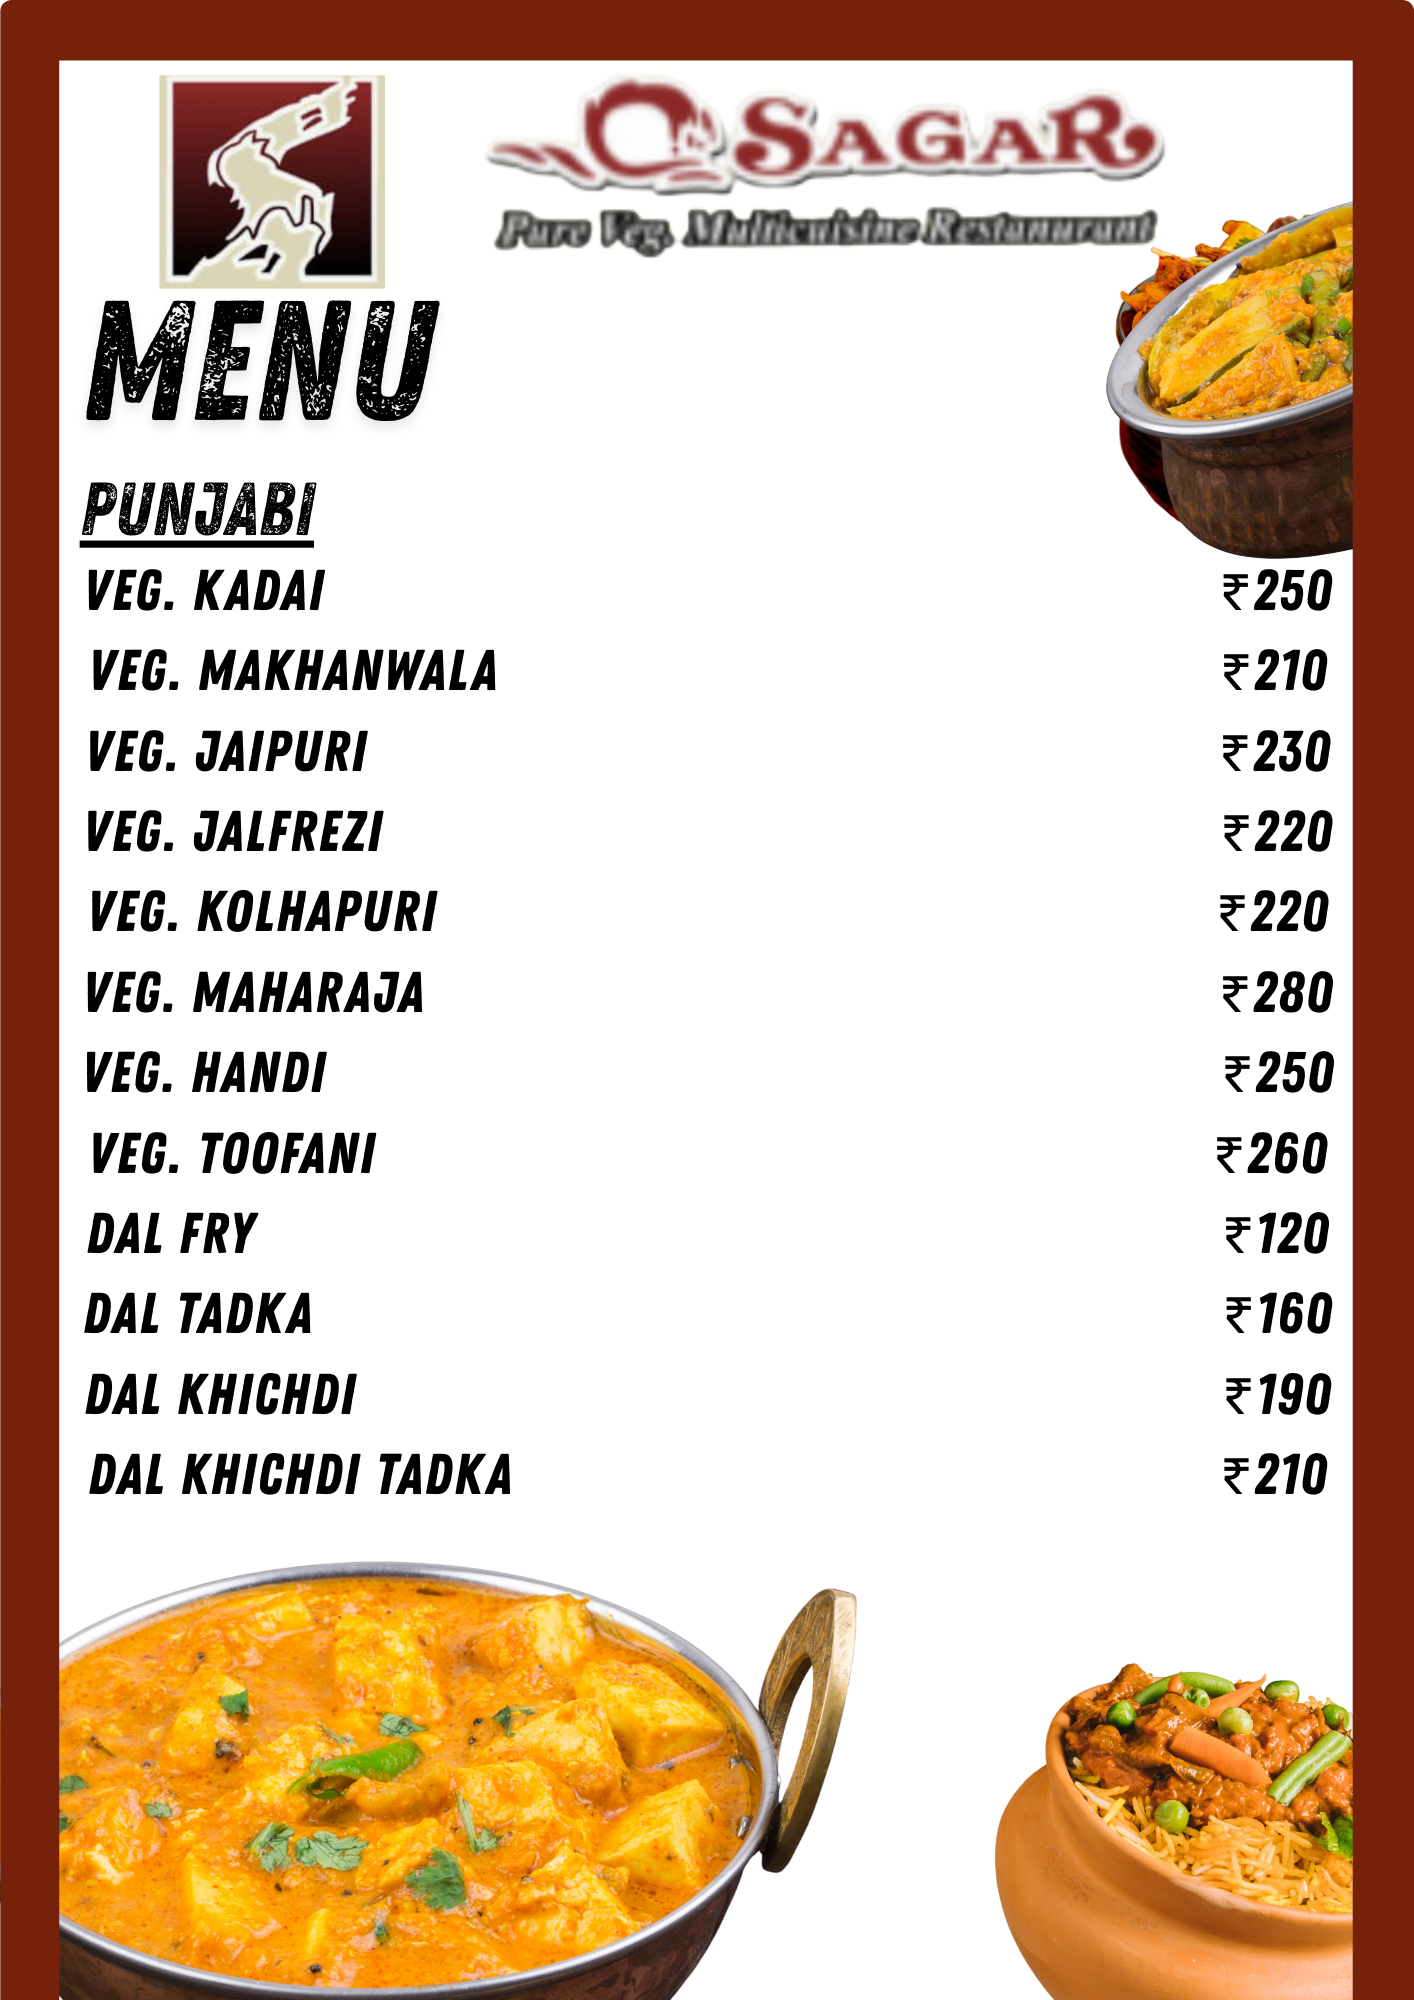 SAGAR
Pure Veg. Multicuisine Restanurant
MENU
PUNJABI
VEG. KADAI ₹250
VEG. MAKHANWALA ₹210
VEG. JAIPURI ₹230
VEG. JALFREZI ₹220
VEG. KOLHAPURI ₹220
VEG. MAHARAJA ₹280
VEG. HANDI ₹250
VEG. TOOFANI ₹260
DAL FRY ₹120
DAL TADKA ₹160
DAL KHICHDI ₹190
DAL KHICHDI TADKA ₹210